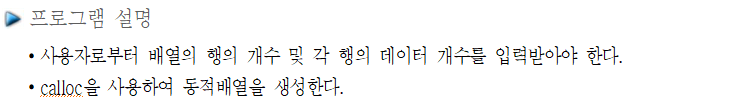 프로그램 설명
• 사용자로부터 배열의 행의 개수 및 각 행의 데이터 개수를 입력받아야 한다.
• calloc을 사용하여 동적배열을 생성한다.